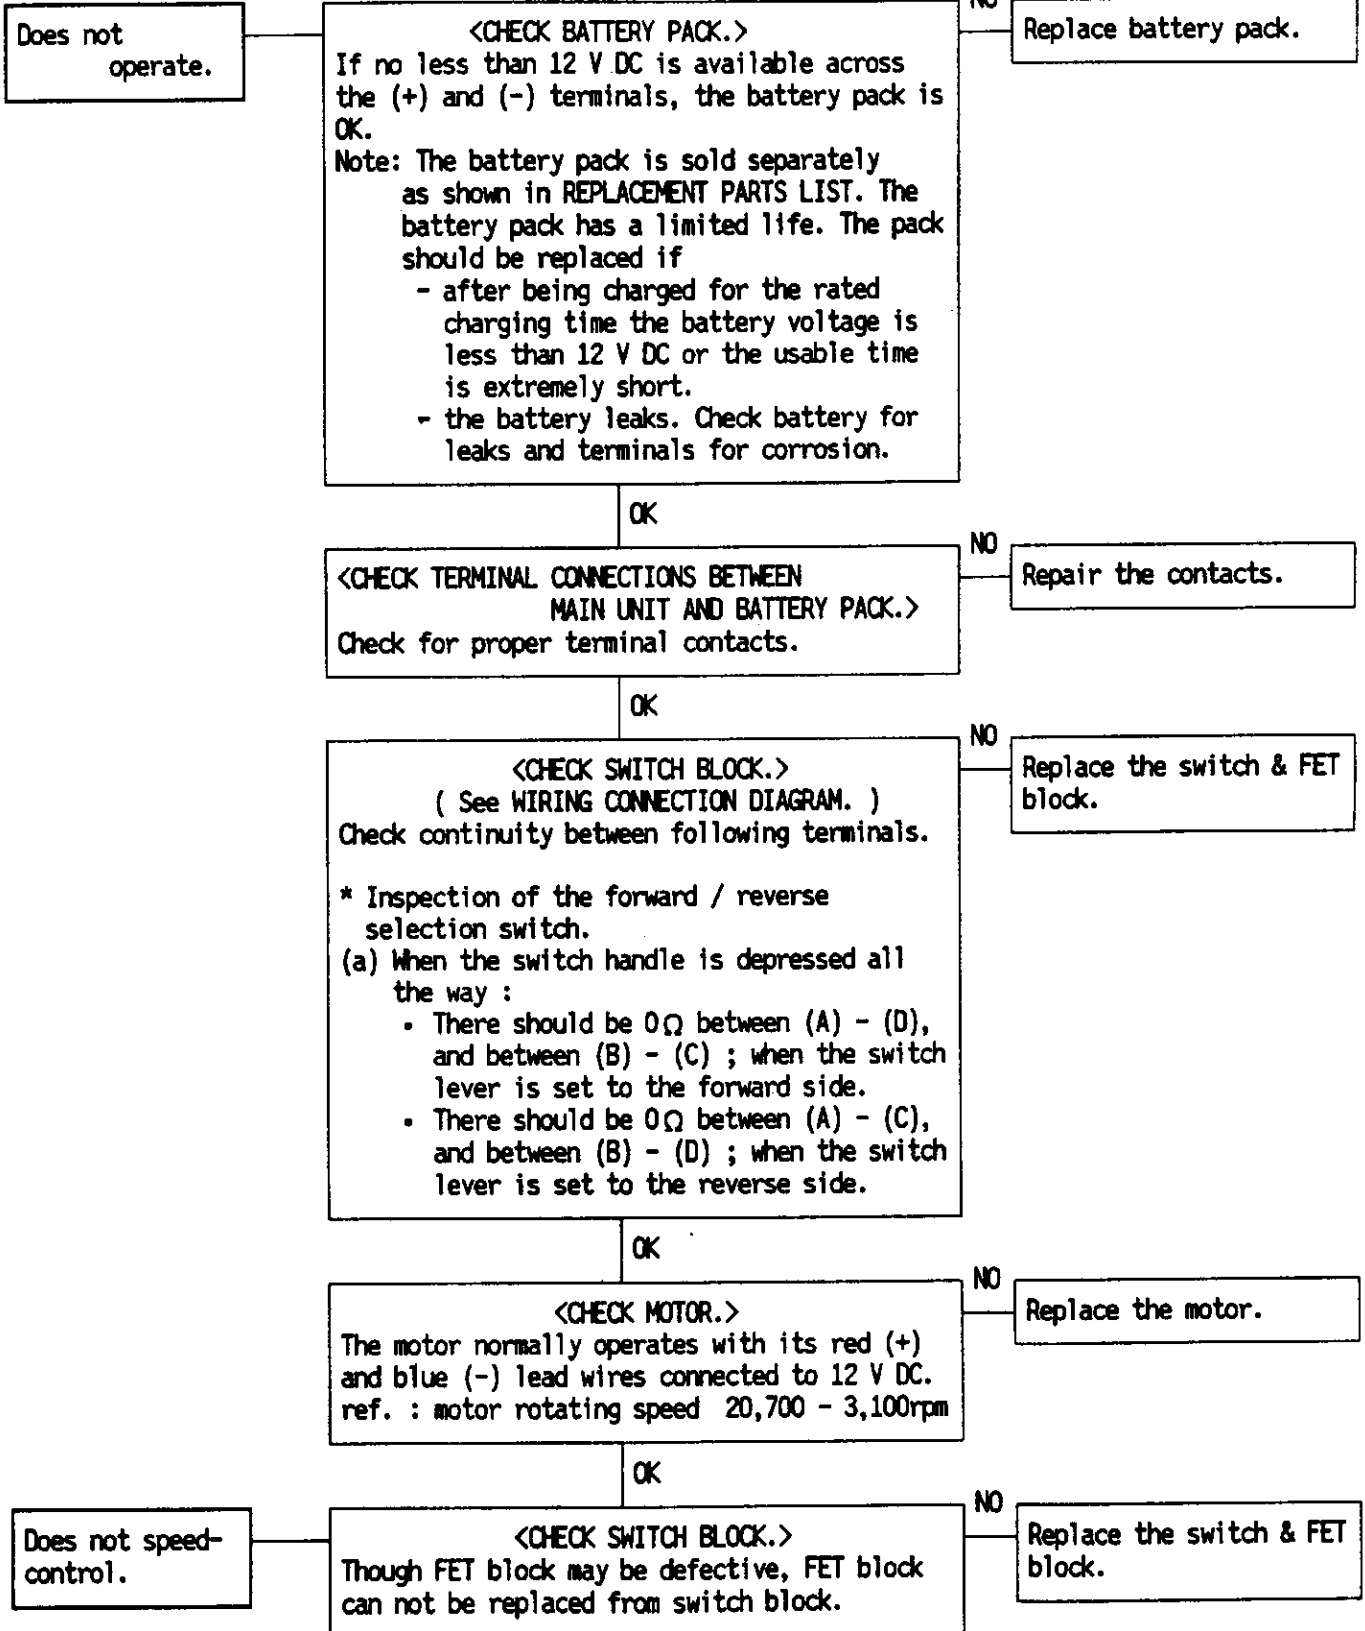 Does not
operate.
<CHECK BATTERY PACK.>
If no less than 12 V DC is available across
the (+) and (-) terminals, the battery pack is
OK.
Note: The battery pack is sold separately
as shown in REPLACEMENT PARTS LIST. The
battery pack has a limited life. The pack
should be replaced if
- after being charged for the rated
charging time the battery voltage is
less than 12 V DC or the usable time
is extremely short.
- the battery leaks. Check battery for
leaks and terminals for corrosion.
NO
Replace battery pack.
OK
<CHECK TERMINAL CONNECTIONS BETWEEN
MAIN UNIT AND BATTERY PACK.>
Check for proper terminal contacts.
NO
Repair the contacts.
OK
<CHECK SWITCH BLOCK.>
( See WIRING CONNECTION DIAGRAM. )
Check continuity between following terminals.
* Inspection of the forward / reverse
selection switch.
(a) When the switch handle is depressed all
the way :
• There should be 0Ω between (A) - (D),
and between (B) - (C) ; when the switch
lever is set to the forward side.
• There should be 0Ω between (A) - (C),
and between (B) - (D) ; when the switch
lever is set to the reverse side.
NO
Replace the switch & FET
block.
OK
<CHECK MOTOR.>
The motor normally operates with its red (+)
and blue (-) lead wires connected to 12 V DC.
ref. : motor rotating speed 20,700 - 3,100rpm
NO
Replace the motor.
OK
Does not speed-
control.
<CHECK SWITCH BLOCK.>
Though FET block may be defective, FET block
can not be replaced from switch block.
NO
Replace the switch & FET
block.